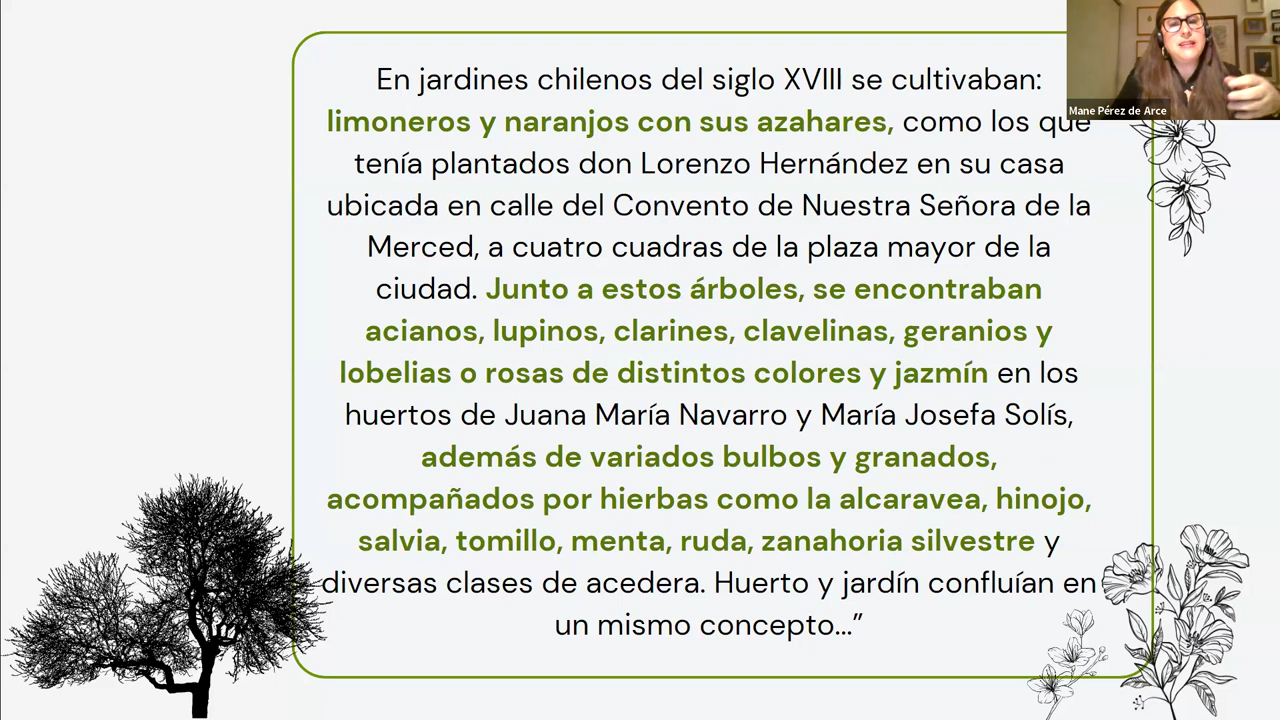 En jardines chilenos del siglo XVIII se cultivaban:
limoneros y naranjos con sus azahares, como los que
tenía plantados don Lorenzo Hernández en su casa
ubicada en calle del Convento de Nuestra Señora de la
Merced, a cuatro cuadras de la plaza mayor de la
ciudad. Junto a estos árboles, se encontraban
acianos, lupinos, clarines, clavelinas, geranios y
lobelias o rosas de distintos colores y jazmín en los
huertos de Juana María Navarro y María Josefa Solís,
además de variados bulbos y granados,
acompañados por hierbas como la alcaravea, hinojo,
salvia, tomillo, menta, ruda, zanahoria silvestre y
diversas clases de acedera. Huerto y jardín confluían en
un mismo concepto...”
Mane Pérez de Arce